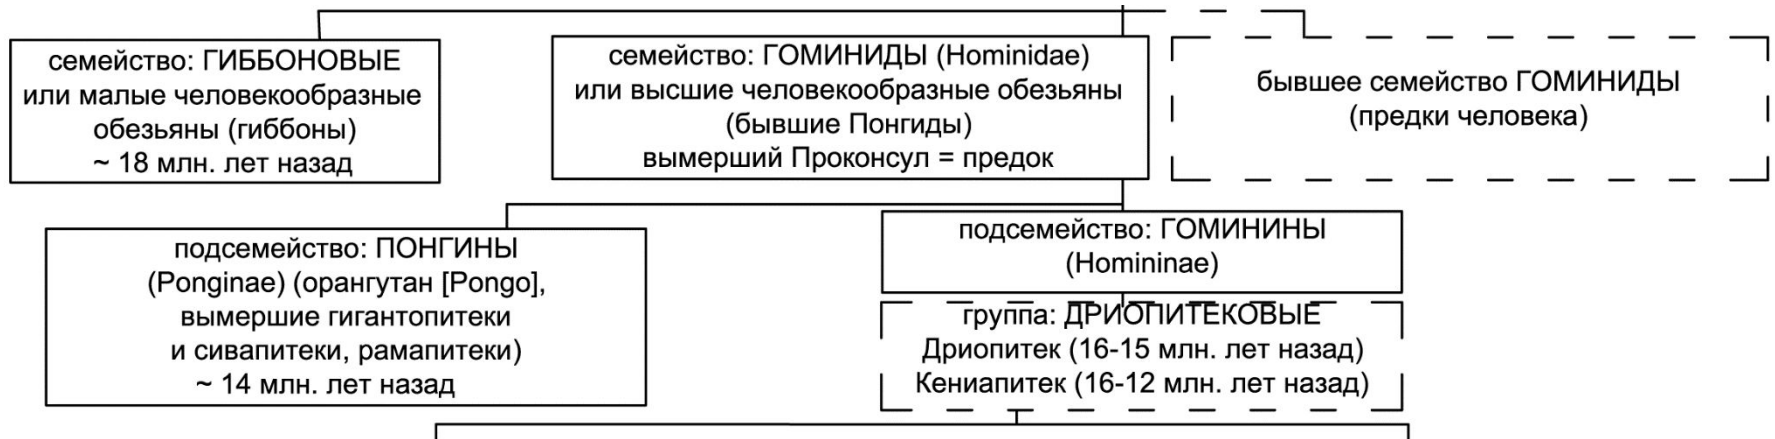 семейство: ГИББОНОВЫЕ
или малые человекообразные
обезьяны (гиббоны)
~ 18 млн. лет назад
семейство: ГОМИНИДЫ (Hominidae)
или высшие человекообразные обезьяны
(бывшие Понгиды)
вымерший Проконсул = предок
бывшее семейство ГОМИНИДЫ
(предки человека)
подсемейство: ПОНГИНЫ
(Ponginae) (орангутан [Pongo],
вымершие гигантопитеки
и сивапитеки, рамапитеки)
~ 14 млн. лет назад
подсемейство: ГОМИНИНЫ
(Homininae)
группа: ДРИОПИТЕКОВЫЕ
Дриопитек (16-15 млн. лет назад)
Кениапитек (16-12 млн. лет назад)